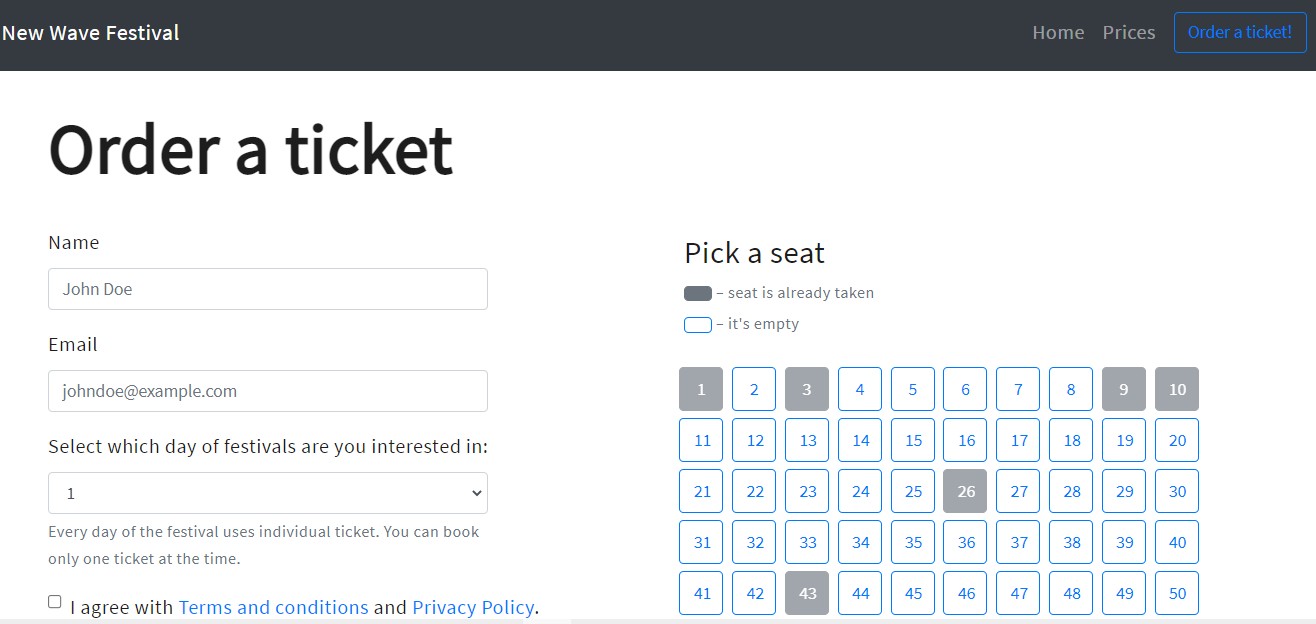 New Wave Festival
Home Prices Order a ticket!
Order a ticket
Name
John Doe
Email
johndoe@example.com
Select which day of festivals are you interested in:
1
Every day of the festival uses individual ticket. You can book
only one ticket at the time.
I agree with Terms and conditions and Privacy Policy.
Pick a seat
– seat is already taken
– it's empty
1 2 3 4 5 6 7 8 9 10
11 12 13 14 15 16 17 18 19 20
21 22 23 24 25 26 27 28 29 30
31 32 33 34 35 36 37 38 39 40
41 42 43 44 45 46 47 48 49 50